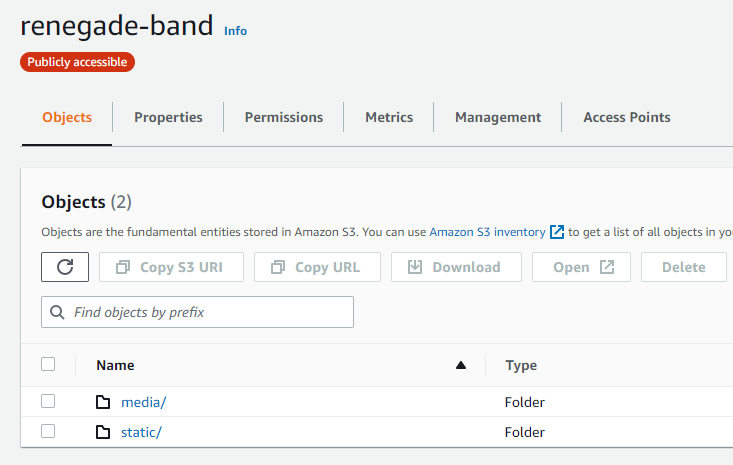 renegade-band Info
Publicly accessible
Objects Properties Permissions Metrics Management Access Points
Objects (2)
Objects are the fundamental entities stored in Amazon S3. You can use Amazon S3 inventory to get a list of all objects in you
Copy S3 URI Copy URL Download Open Delete
Find objects by prefix
Name Type
media/ Folder
static/ Folder